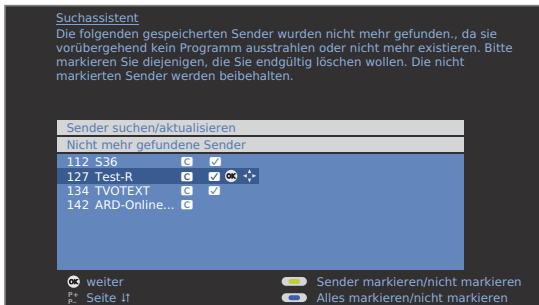 Suchassistent
Die folgenden gespeicherten Sender wurden nicht mehr gefunden., da sie
vorübergehend kein Programm ausstrahlen oder nicht mehr existieren. Bitte
markieren Sie diejenigen, die Sie endgültig löschen wollen. Die nicht
markierten Sender werden beibehalten.
Sender suchen/aktualisieren
Nicht mehr gefundene Sender
112 S36 C ✓
127 Test-R C ✓ OK
134 TVOTEXT C ✓
142 ARD-Online... C
OK weiter
Sender markieren/nicht markieren
P+ P- Seite ↓↑
Alles markieren/nicht markieren